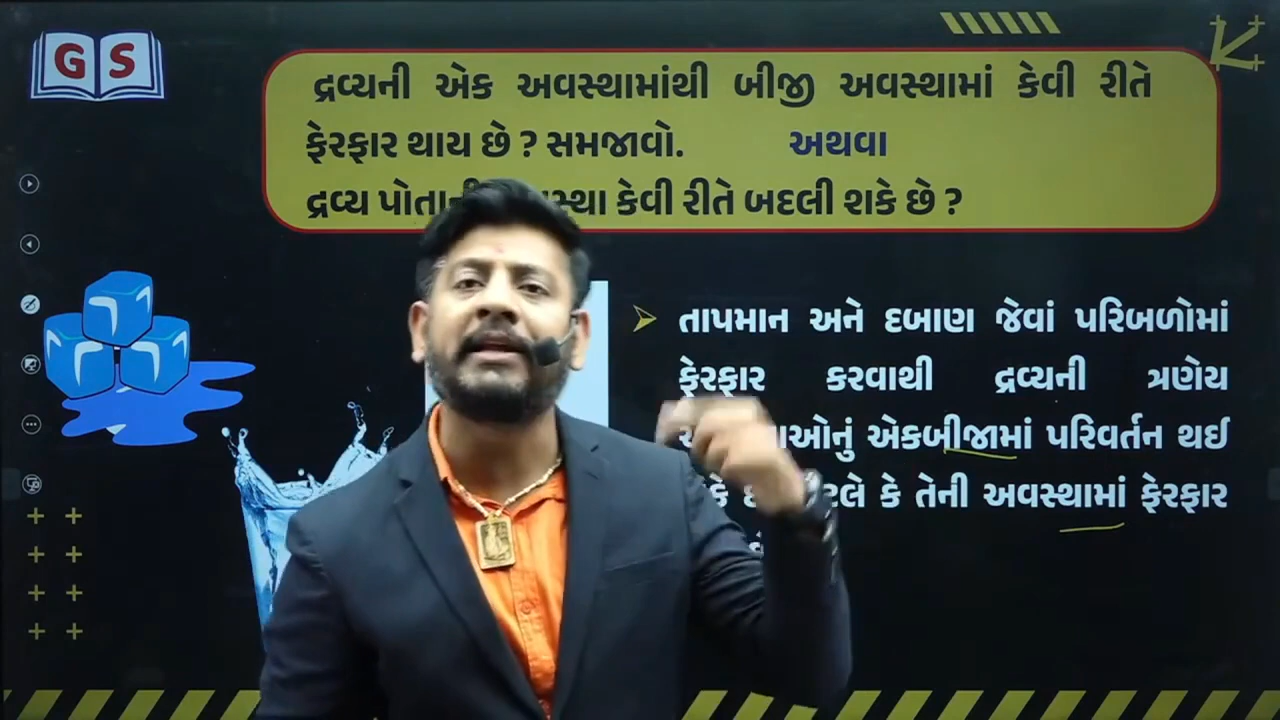 GS
દ્રવ્યની એક અવસ્થામાંથી બીજી અવસ્થામાં કેવી રીતે
ફેરફાર થાય છે ? સમજાવો. અથવા
દ્રવ્ય કેવી રીતે બદલી શકે છે ?
તાપમાન અને દબાણ જેવાં પરિબળોમાં
ફેરફાર કરવાથી દ્રવ્યની ત્રણેય
એકબીજામાં પરિવર્તન થઈ
કે તેની અવસ્થામાં ફેરફાર